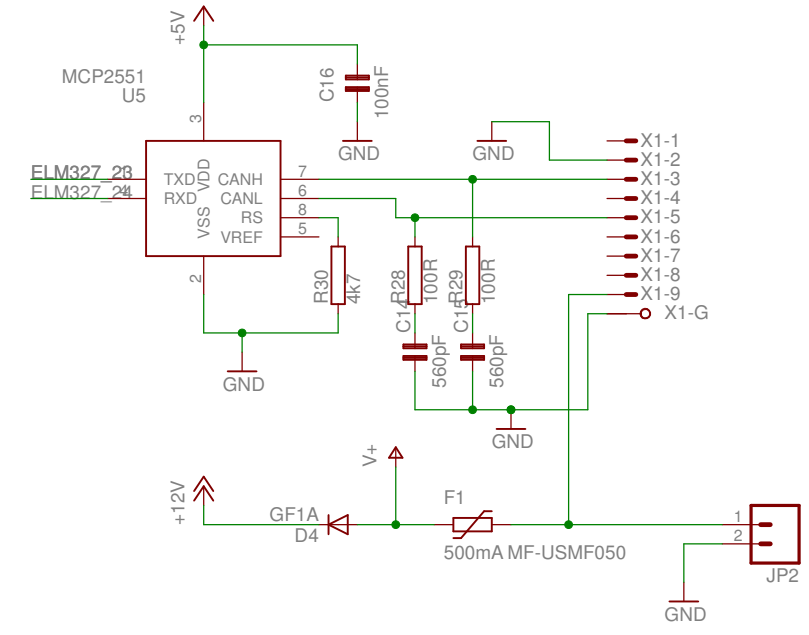 +5V
MCP2551
U5
C16
100nF
3
GND
GND
X1-1
X1-2
X1-3
X1-4
X1-5
X1-6
X1-7
X1-8
X1-9
X1-G
ELM327_23
ELM327_24
1
4
TXD
RXD
VDD
VSS
CANH
CANL
RS
VREF
7
6
8
5
2
R30
4k7
R28
100R
R29
100R
C14
560pF
C15
560pF
GND
GND
V+
+12V
GF1A
D4
F1
500mA MF-USMF050
1
2
JP2
GND